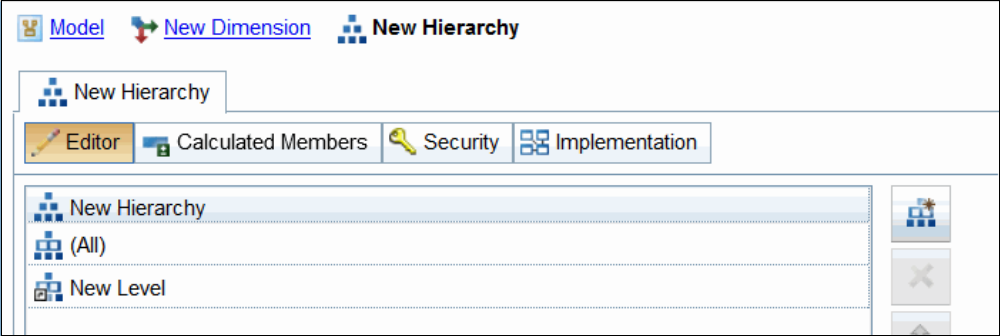 Model New Dimension New Hierarchy
New Hierarchy
Editor Calculated Members Security Implementation
New Hierarchy
(All)
New Level